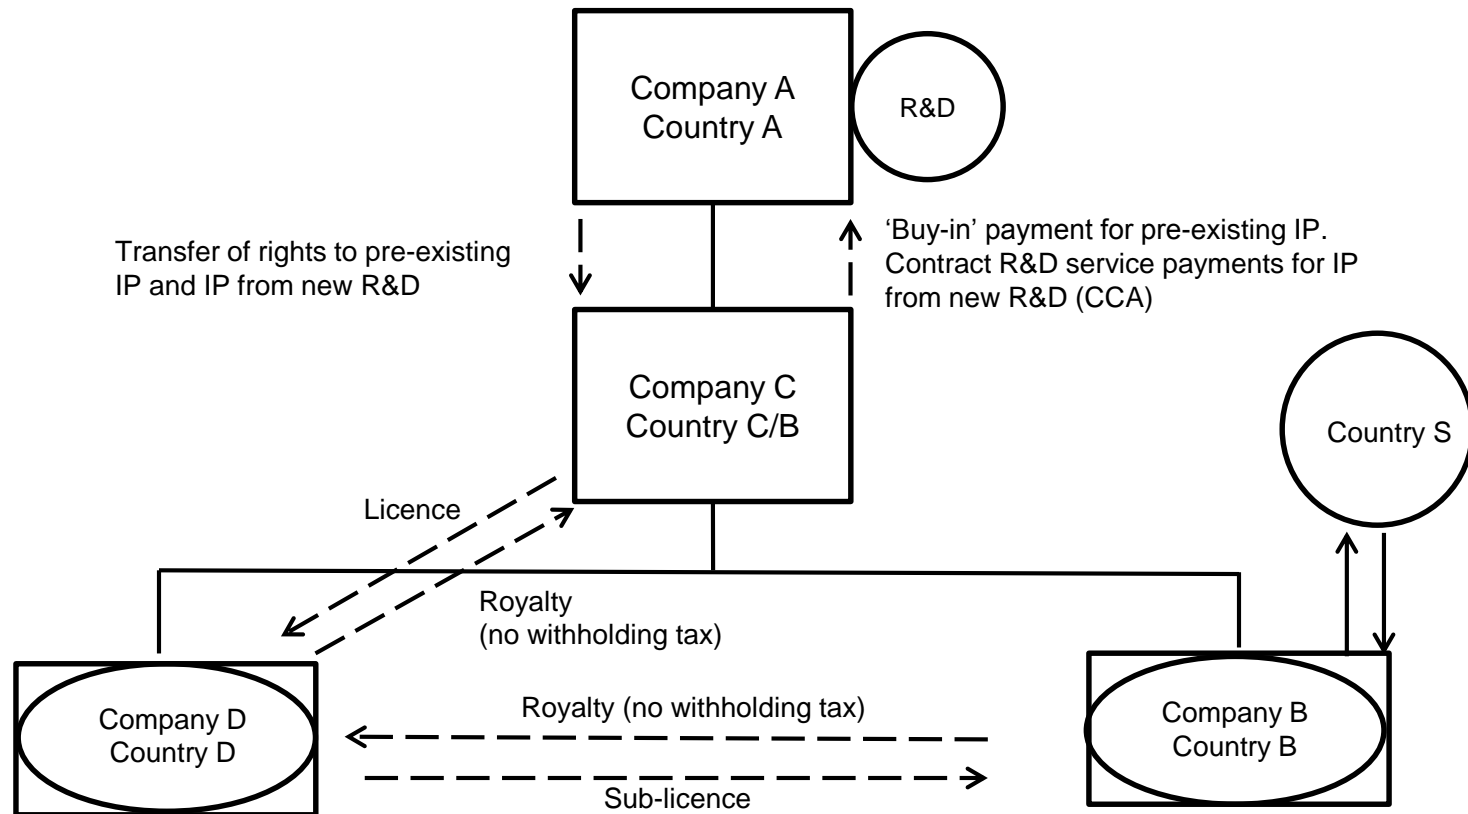 Company A
Country A
R&D
Transfer of rights to pre-existing
IP and IP from new R&D
‘Buy-in’ payment for pre-existing IP.
Contract R&D service payments for IP
from new R&D (CCA)
Company C
Country C/B
Country S
Licence
Royalty
(no withholding tax)
Company D
Country D
Royalty (no withholding tax)
Sub-licence
Company B
Country B